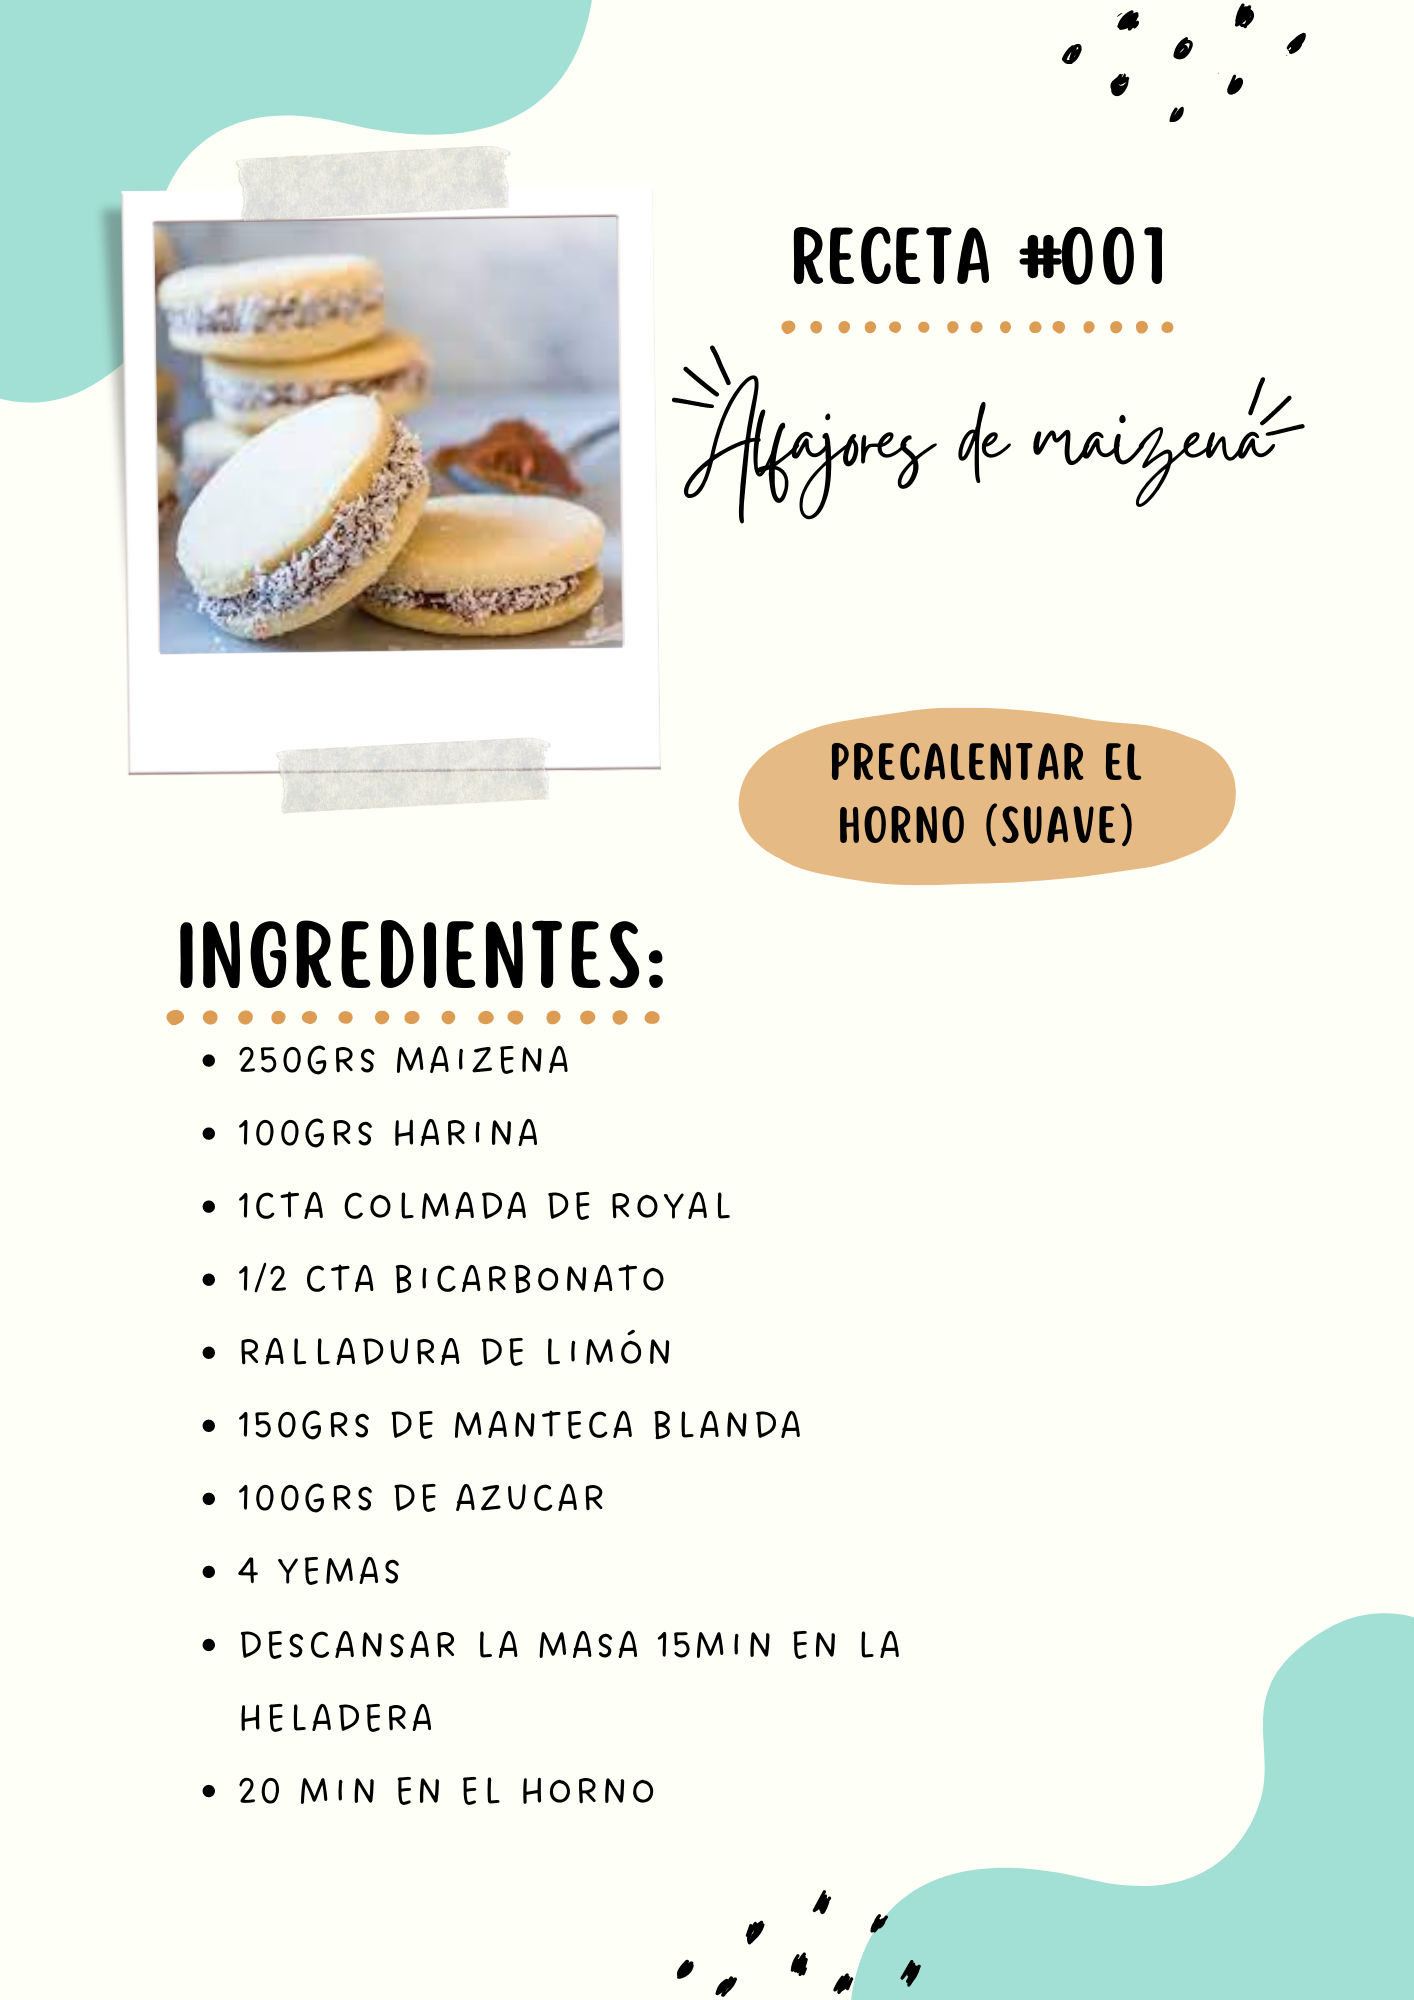 RECETA #001
Alfajores de maizena
PRECALENTAR EL
HORNO (SUAVE)
INGREDIENTES:
• 250GRS MAIZENA
• 100GRS HARINA
• 1CTA COLMADA DE ROYAL
• 1/2 CTA BICARBONATO
• RALLADURA DE LIMÓN
• 150GRS DE MANTECA BLANDA
• 100GRS DE AZUCAR
• 4 YEMAS
• DESCANSAR LA MASA 15MIN EN LA
HELADERA
• 20 MIN EN EL HORNO